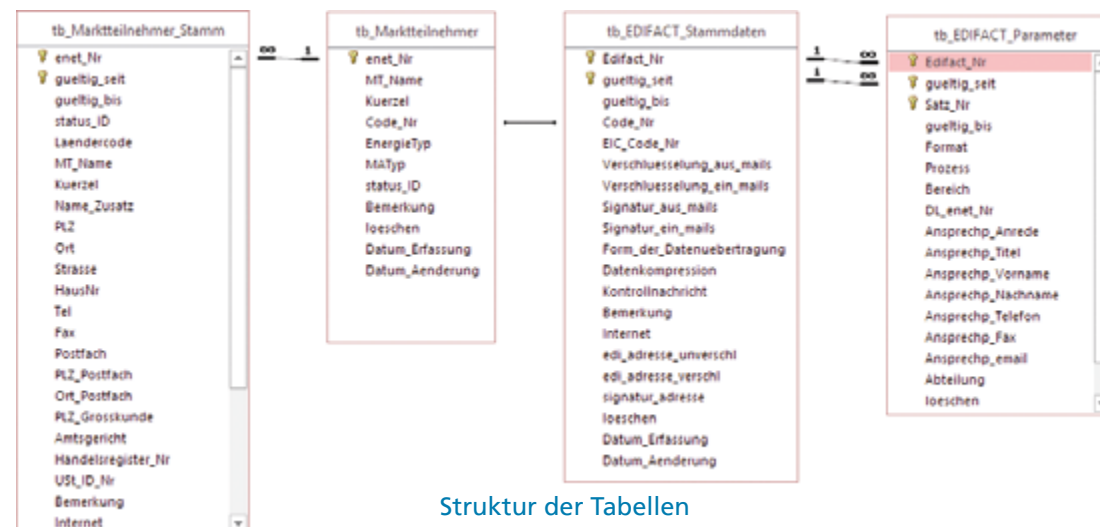 tb_Marktteilnehmer_Stamm
enet_Nr
gueltig_seit
gueltig_bis
status_ID
Laendercode
MT_Name
Kuerzel
Name_Zusatz
PLZ
Ort
Strasse
HausNr
Tel
Fax
Postfach
PLZ_Postfach
Ort_Postfach
PLZ_Grosskunde
Amtsgericht
Handelsregister_Nr
USt_ID_Nr
Bemerkung
Internet
∞ 1
tb_Marktteilnehmer
enet_Nr
MT_Name
Kuerzel
Code_Nr
EnergieTyp
MATyp
status_ID
Bemerkung
loeschen
Datum_Erfassung
Datum_Aenderung
tb_EDIFACT_Stammdaten
Edifact_Nr
gueltig_seit
gueltig_bis
Code_Nr
EIC_Code_Nr
Verschluesselung_aus_mails
Verschluesselung_ein_mails
Signatur_aus_mails
Signatur_ein_mails
Form_der_Datenuebertragung
Datenkompression
Kontrollnachricht
Bemerkung
Internet
edi_adresse_unverschl
edi_adresse_verschl
signatur_adresse
loeschen
Datum_Erfassung
Datum_Aenderung
1 ∞
1 ∞
tb_EDIFACT_Parameter
Edifact_Nr
gueltig_seit
Satz_Nr
gueltig_bis
Format
Prozess
Bereich
DL_enet_Nr
Ansprechp_Anrede
Ansprechp_Titel
Ansprechp_Vorname
Ansprechp_Nachname
Ansprechp_Telefon
Ansprechp_Fax
Ansprechp_email
Abteilung
loeschen
Struktur der Tabellen